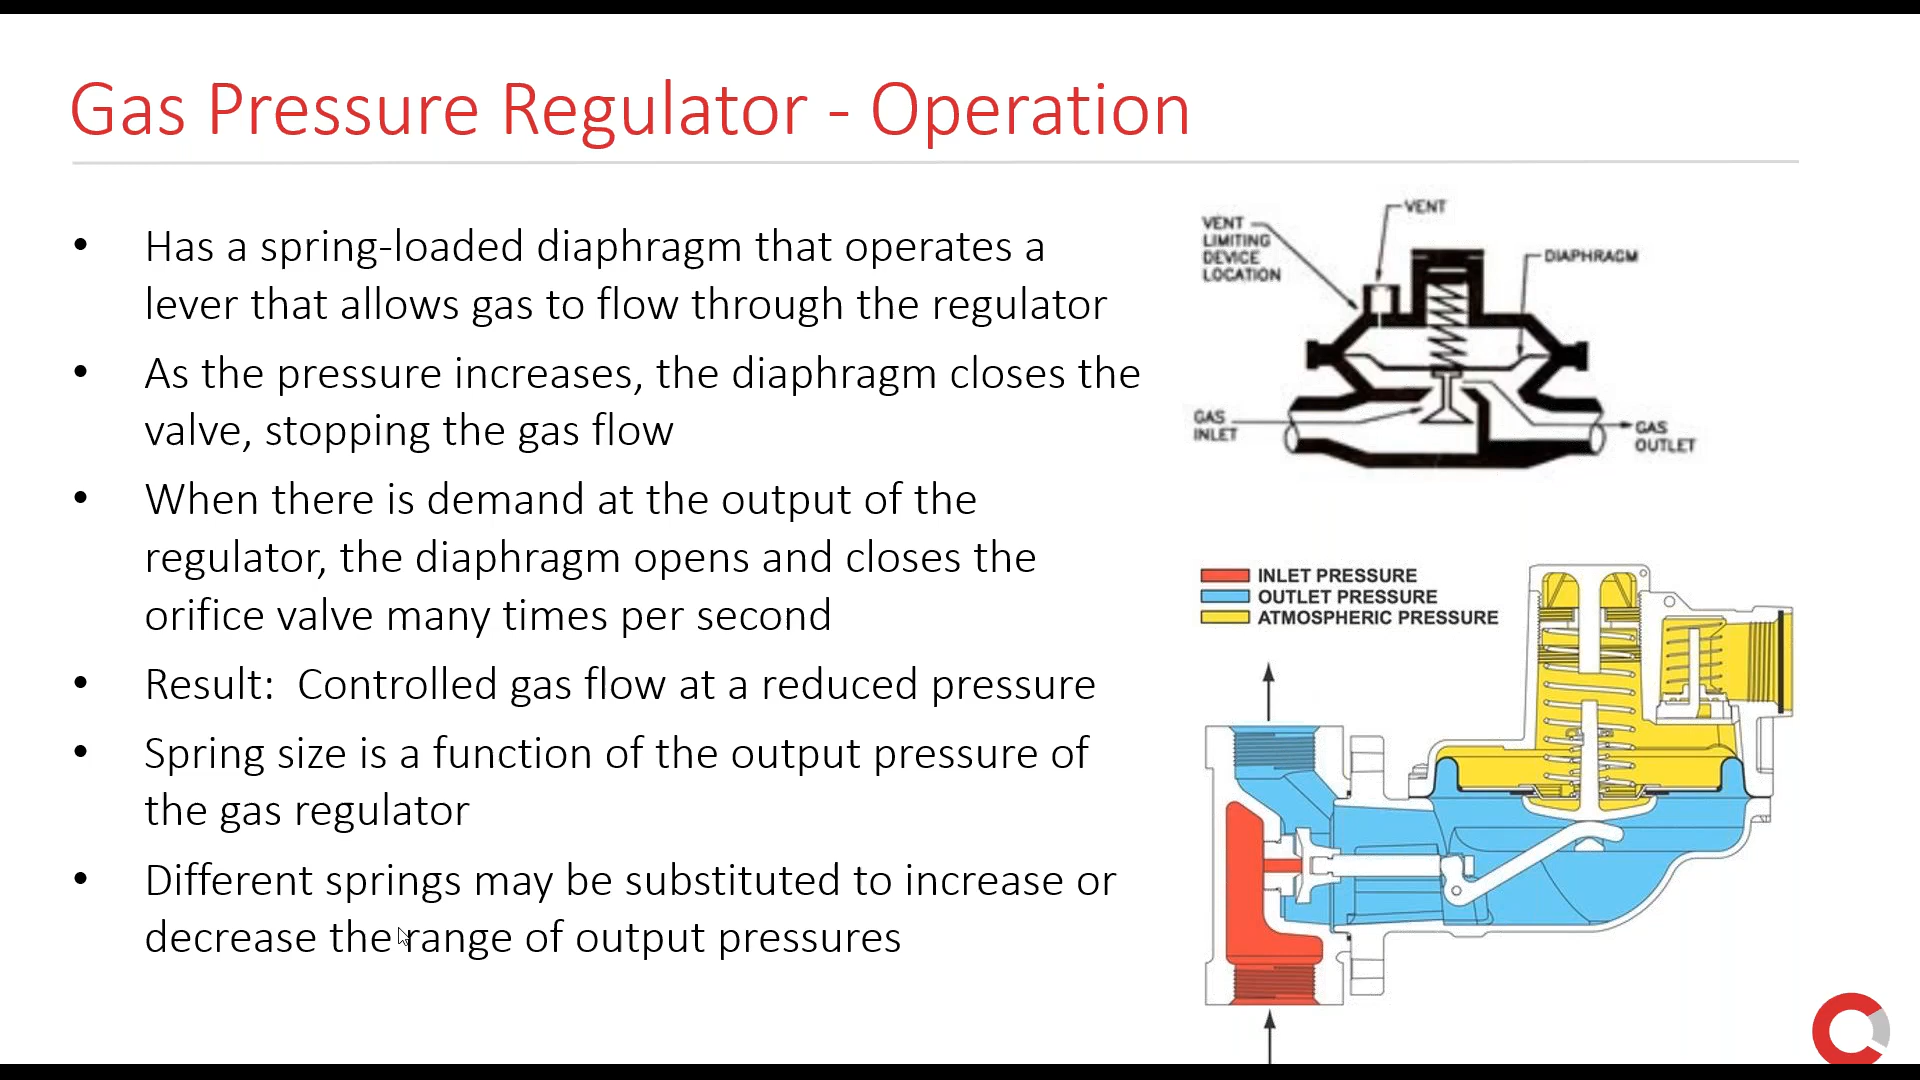 Gas Pressure Regulator - Operation
• Has a spring-loaded diaphragm that operates a
lever that allows gas to flow through the regulator
• As the pressure increases, the diaphragm closes the
valve, stopping the gas flow
• When there is demand at the output of the
regulator, the diaphragm opens and closes the
orifice valve many times per second
• Result:  Controlled gas flow at a reduced pressure
• Spring size is a function of the output pressure of
the gas regulator
• Different springs may be substituted to increase or
decrease the range of output pressures
VENT
VENT
LIMITING
DEVICE
LOCATION
DIAPHRAGM
GAS
INLET
GAS
OUTLET
INLET PRESSURE
OUTLET PRESSURE
ATMOSPHERIC PRESSURE